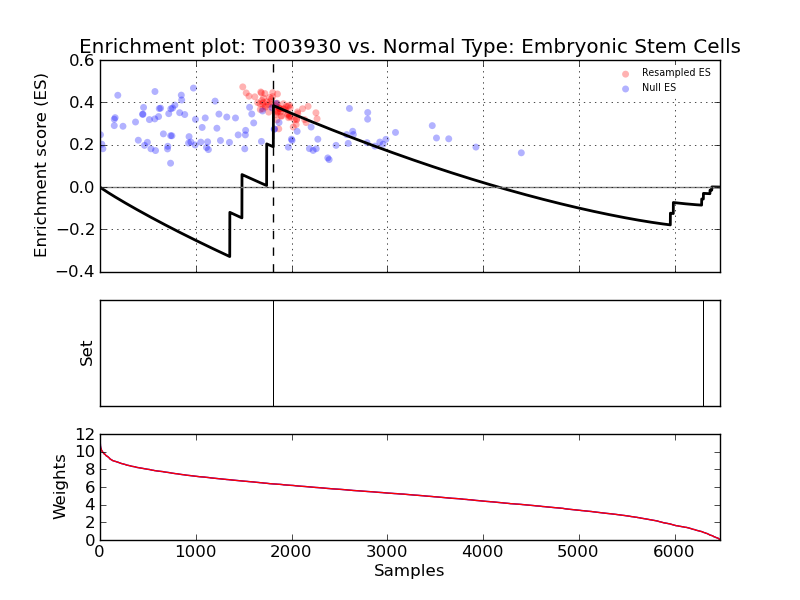 Enrichment plot: T003930 vs. Normal Type: Embryonic Stem Cells
Enrichment score (ES)
0.6
0.4
0.2
0.0
−0.2
−0.4
Resampled ES
Null ES
Set
Weights
12
10
8
6
4
2
0
0 1000 2000 3000 4000 5000 6000
Samples